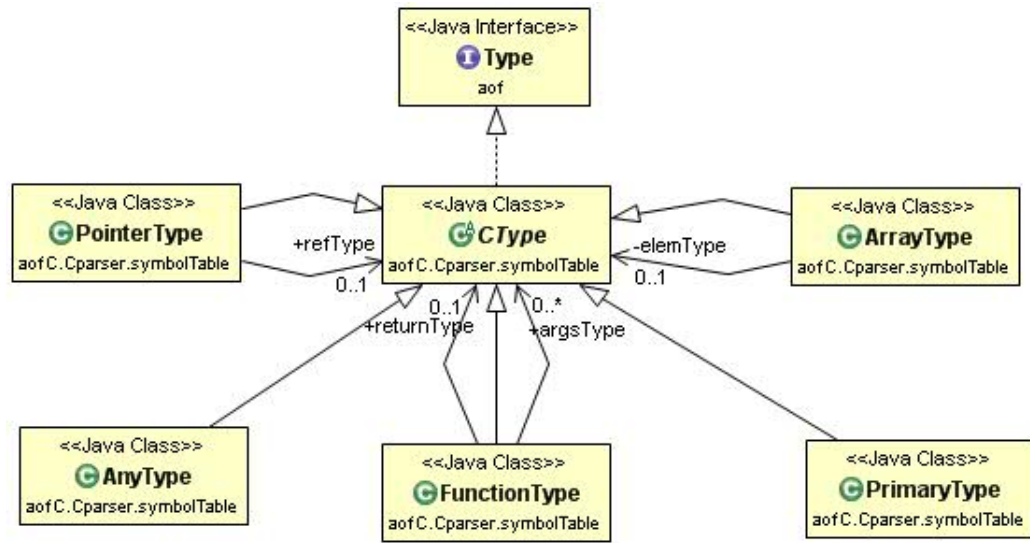 <<Java Interface>>
Type
aof
<<Java Class>>
PointerType
aofC.Cparser.symbolTable
<<Java Class>>
CType
aofC.Cparser.symbolTable
<<Java Class>>
ArrayType
aofC.Cparser.symbolTable
+refType
0..1
-elemType
0..1
0..1
+returnType
0..*
+argsType
<<Java Class>>
AnyType
aofC.Cparser.symbolTable
<<Java Class>>
FunctionType
aofC.Cparser.symbolTable
<<Java Class>>
PrimaryType
aofC.Cparser.symbolTable